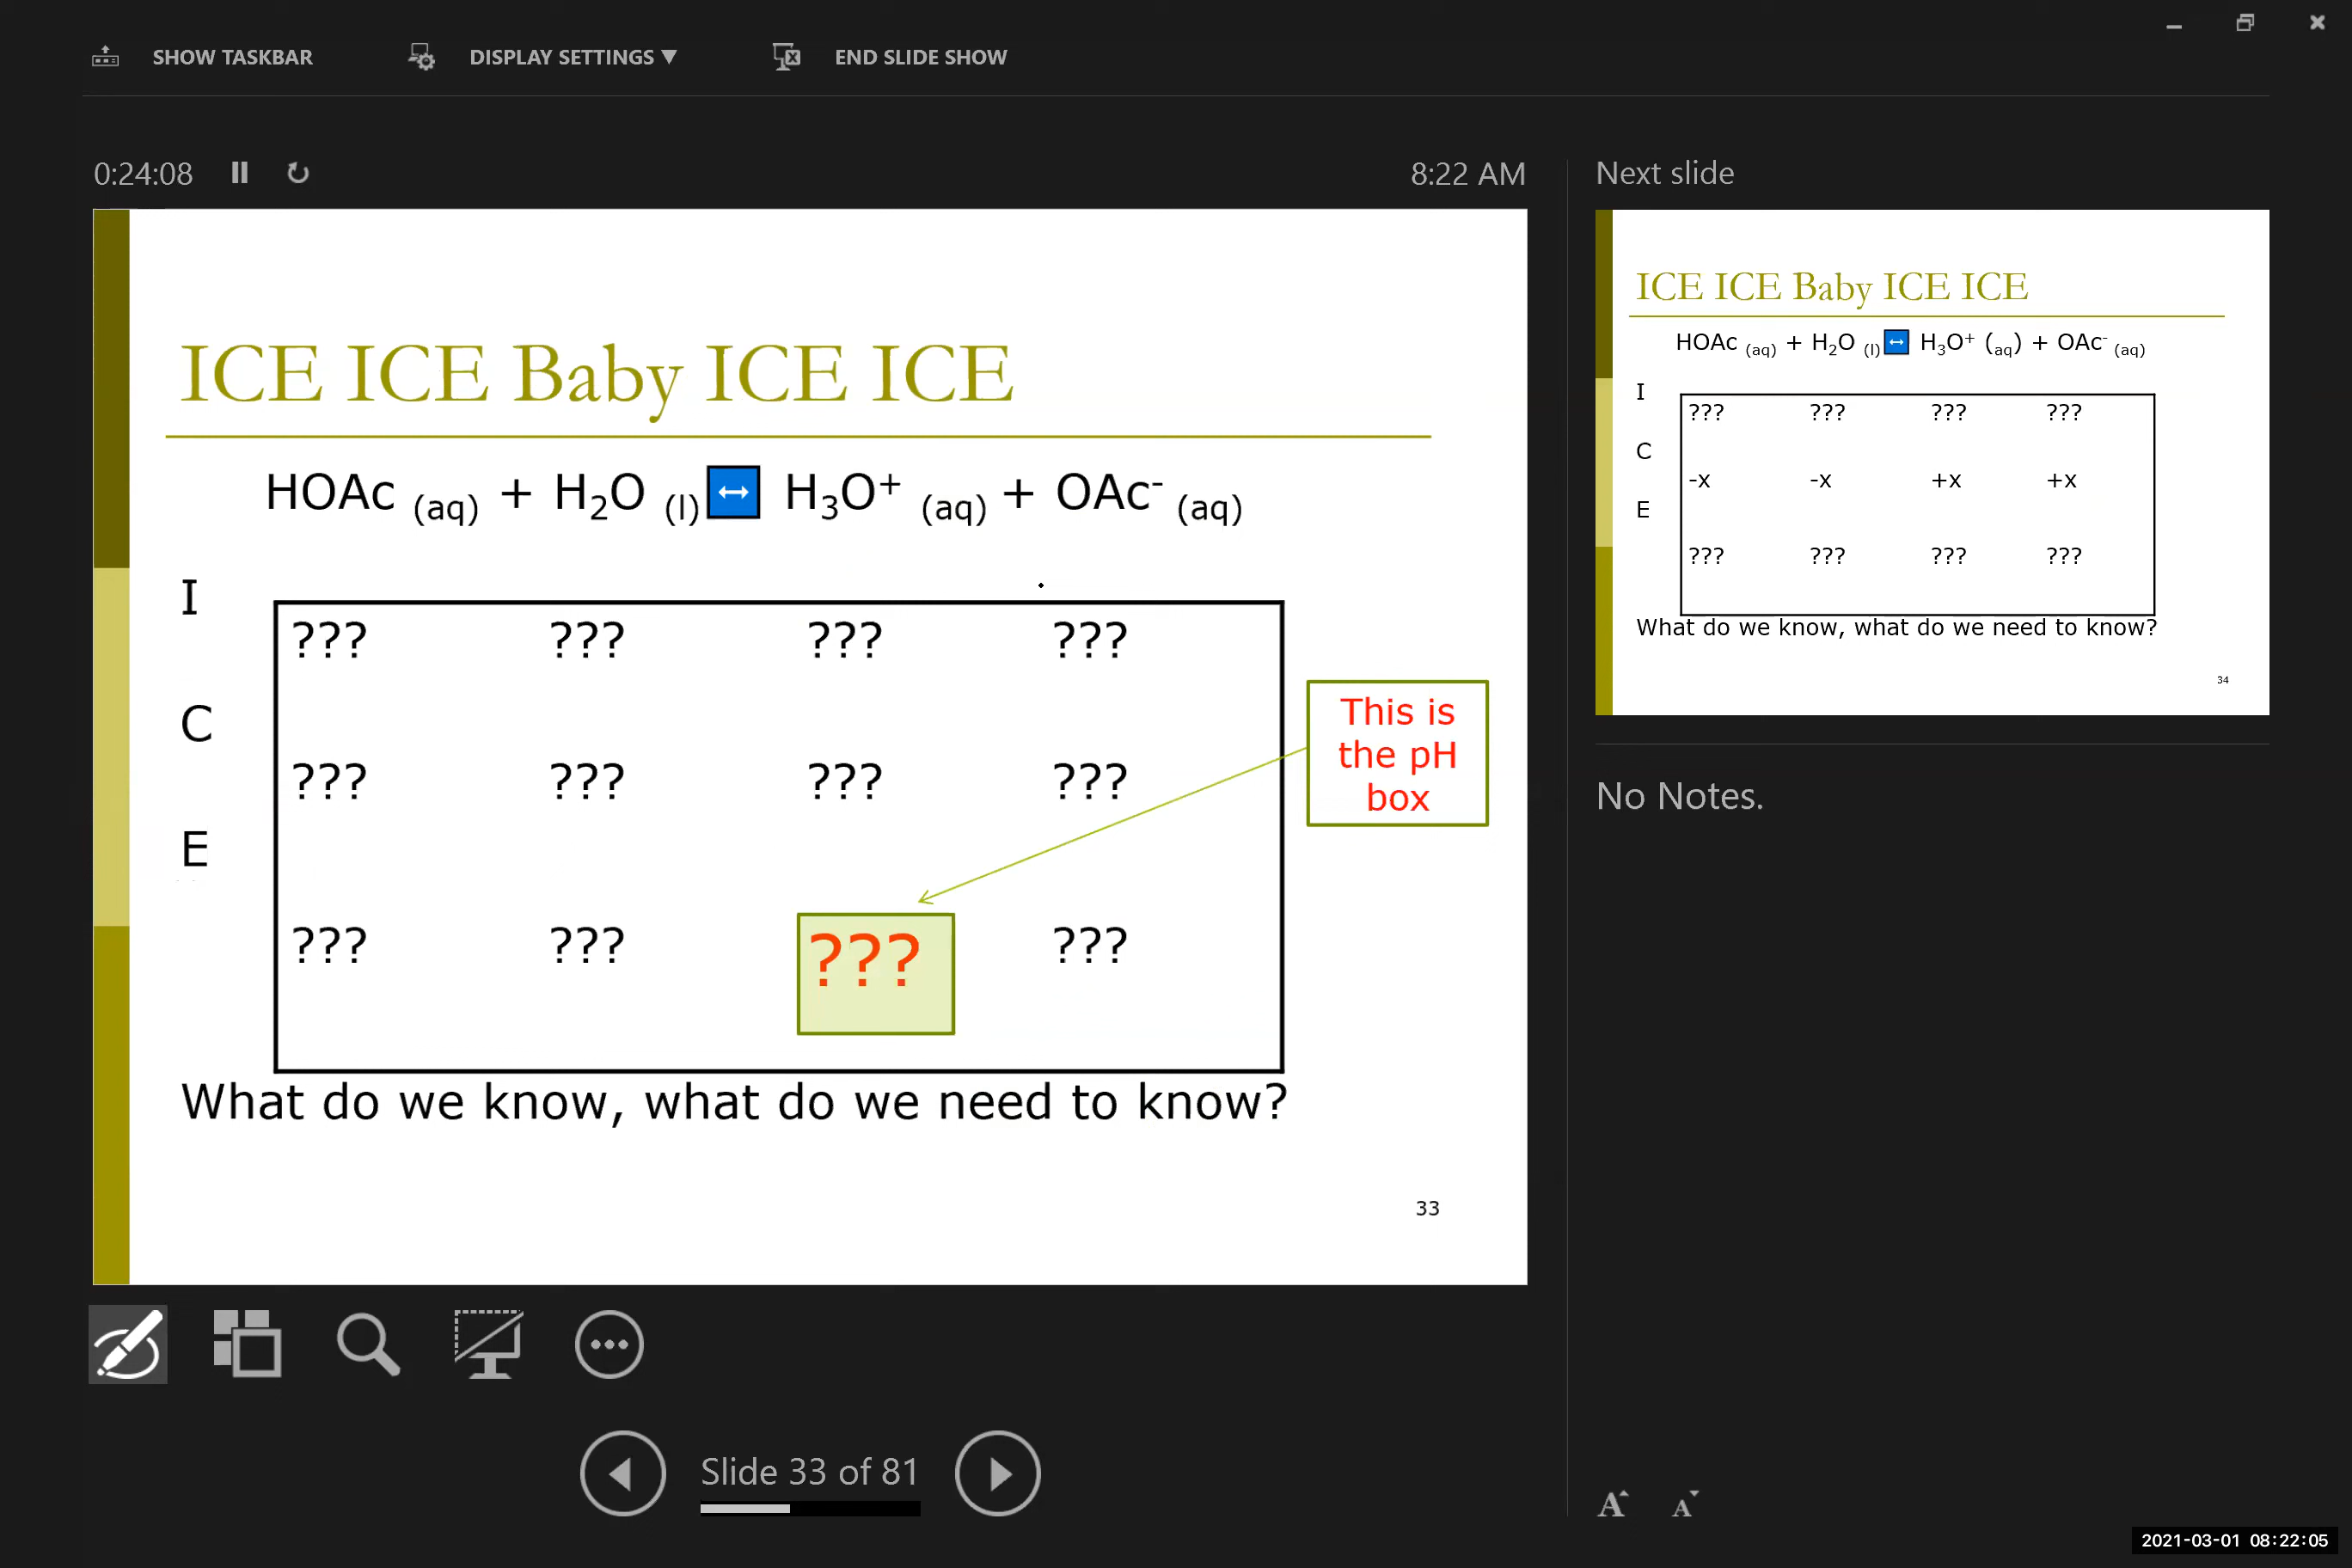 SHOW TASKBAR DISPLAY SETTINGS ▼ END SLIDE SHOW
0:24:08 8:22 AM
ICE ICE Baby ICE ICE
HOAc (aq) + H₂O (l) ↔ H₃O⁺ (aq) + OAc⁻ (aq)
I
??? ??? ??? ???
C
??? ??? ??? ???
E
??? ??? ??? ???
This is
the pH
box
What do we know, what do we need to know?
33
Slide 33 of 81
Next slide
ICE ICE Baby ICE ICE
HOAc (aq) + H₂O (l) ↔ H₃O⁺ (aq) + OAc⁻ (aq)
I
??? ??? ??? ???
C
-x -x +x +x
E
??? ??? ??? ???
What do we know, what do we need to know?
34
No Notes.
A A
2021-03-01 08:22:05